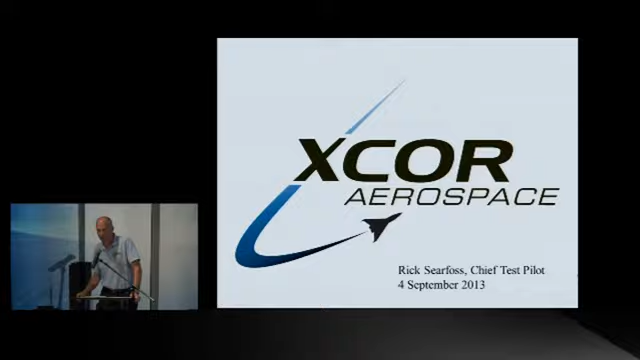 XCOR
AEROSPACE
Rick Searfoss, Chief Test Pilot
4 September 2013